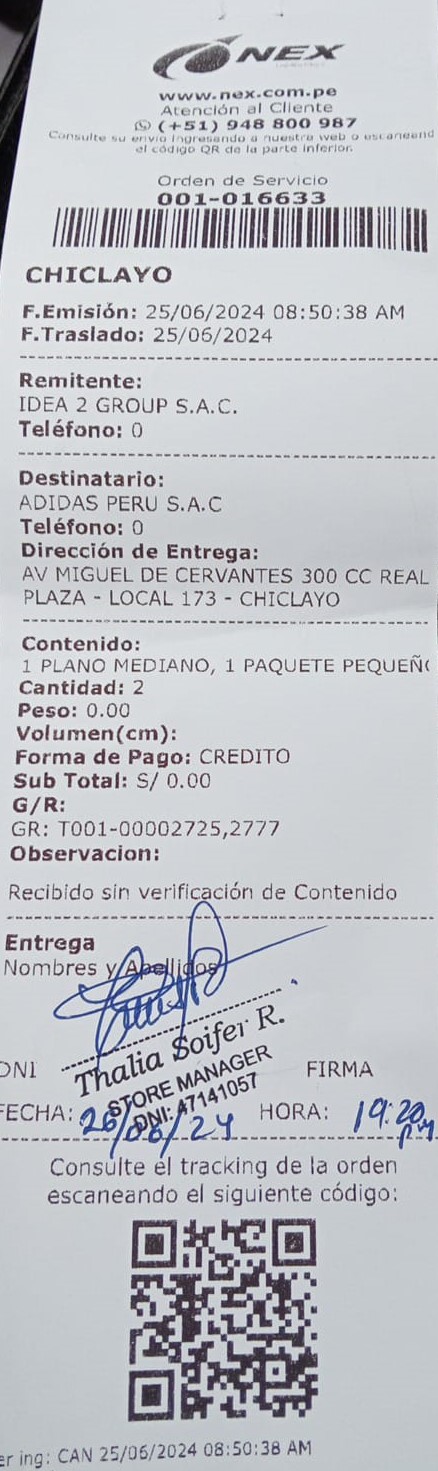 NEX
www.nex.com.pe
Atención al Cliente
(+51) 948 800 987
Consulte su envío ingresando a nuestra web o escaneand
el código QR de la parte inferior.
Orden de Servicio
001-016633
CHICLAYO
F.Emisión: 25/06/2024 08:50:38 AM
F.Traslado: 25/06/2024
Remitente:
IDEA 2 GROUP S.A.C.
Teléfono: 0
Destinatario:
ADIDAS PERU S.A.C
Teléfono: 0
Dirección de Entrega:
AV MIGUEL DE CERVANTES 300 CC REAL
PLAZA - LOCAL 173 - CHICLAYO
Contenido:
1 PLANO MEDIANO, 1 PAQUETE PEQUEÑ
Cantidad: 2
Peso: 0.00
Volumen(cm):
Forma de Pago: CREDITO
Sub Total: S/ 0.00
G/R:
GR: T001-00002725,2777
Observacion:
Recibido sin verificación de Contenido
Entrega
Nombres y Apellidos
Thalia Soifer R.
STORE MANAGER
DNI: 47141057
DNI FIRMA
FECHA: 26/06/24 HORA: 19:20 pm
Consulte el tracking de la orden
escaneando el siguiente código:
er ing: CAN 25/06/2024 08:50:38 AM